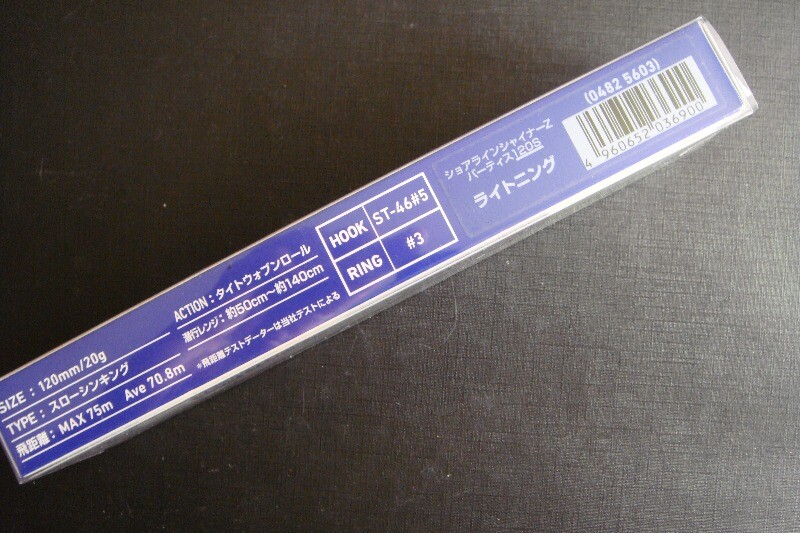 SIZE : 120mm/20g
TYPE : スローシンキング
飛距離 : MAX 75m Ave 70.8m
ACTION : タイトウォブンロール
潜行レンジ : 約50cm~約140cm
*飛距離テストデーターは当社テストによる
HOOK ST-46#5
RING #3
ショアラインシャイナーZ
バーティス120S
ライトニング
(0482 5603)
4 960652 036900